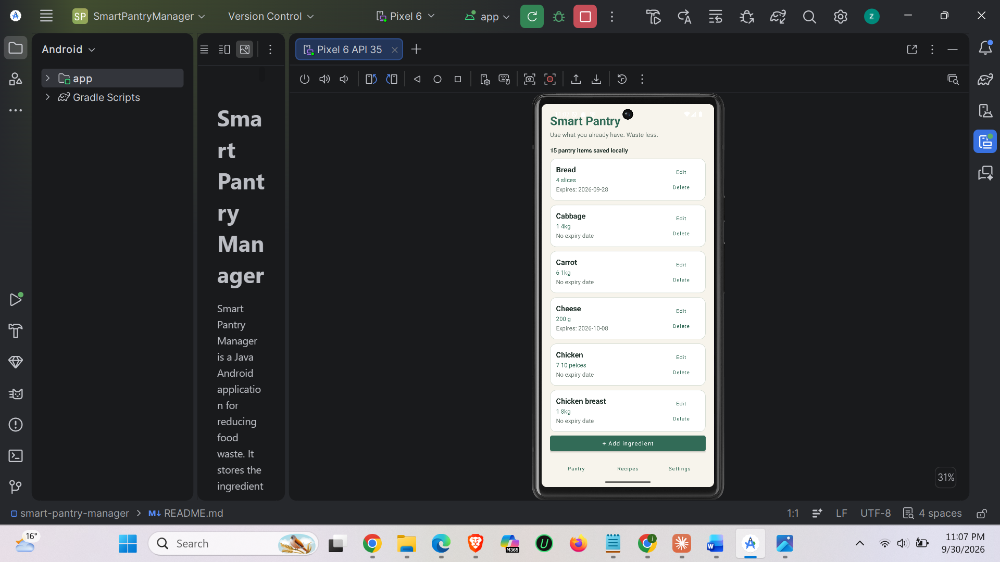 SP SmartPantryManager
Version Control
Pixel 6
app
z
Android
app
Gradle Scripts
Sma
rt
Pant
ry
Man
ager
Smart
Pantry
Manager
is a Java
Android
applicatio
n for
reducing
food
waste. It
stores the
ingredient
Pixel 6 API 35
11:07
Smart Pantry
Use what you already have. Waste less.
15 pantry items saved locally
Bread
4 slices
Expires: 2026-09-28
Edit
Delete
Cabbage
1 4kg
No expiry date
Edit
Delete
Carrot
6 1kg
No expiry date
Edit
Delete
Cheese
200 g
Expires: 2026-10-08
Edit
Delete
Chicken
7 10 peices
No expiry date
Edit
Delete
Chicken breast
1 8kg
No expiry date
Edit
Delete
+ Add ingredient
Pantry Recipes Settings
31%
smart-pantry-manager > M↓ README.md
1:1 LF UTF-8 4 spaces
16°
Search
M365
U
j
W
11:07 PM
9/30/2026